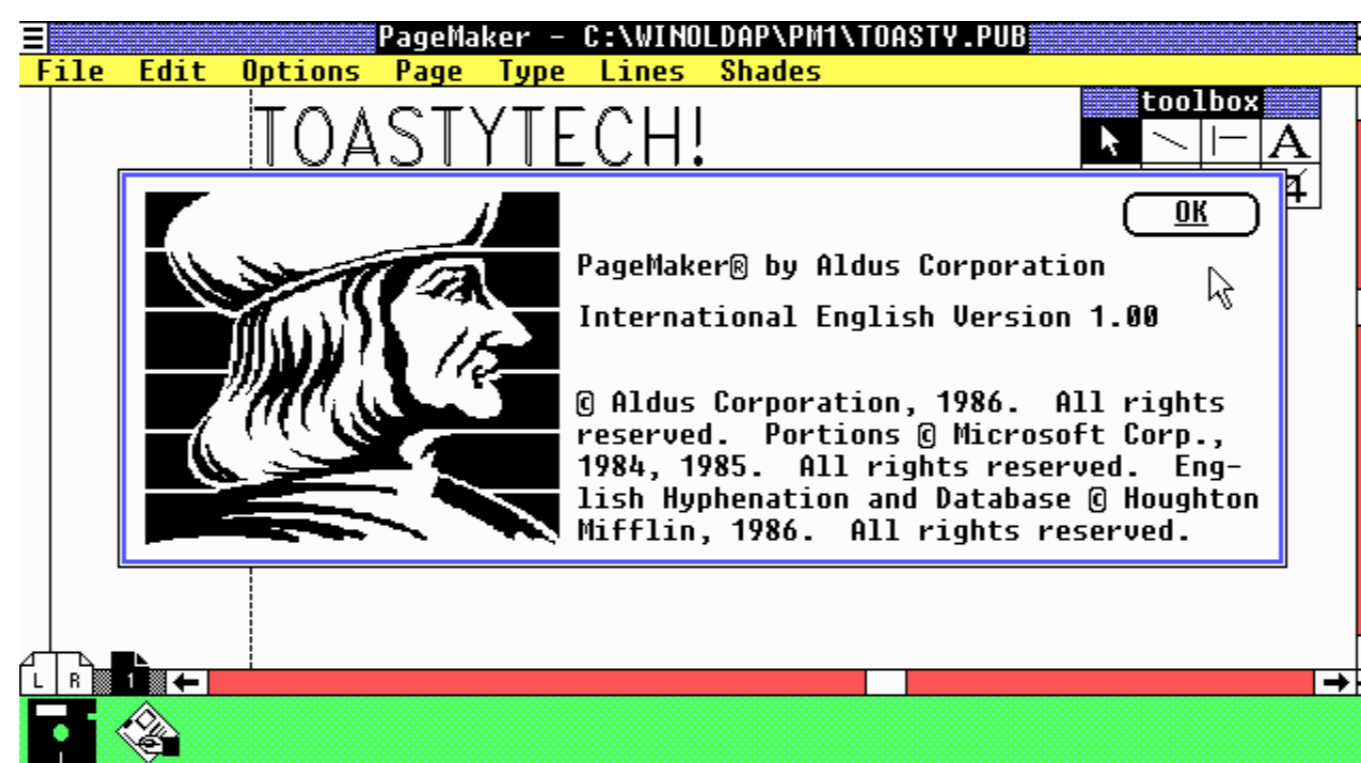 PageMaker - C:\WINOLDAP\PM1\TOASTY.PUB
File Edit Options Page Type Lines Shades
TOASTYTECH!
toolbox
A
OK
PageMaker® by Aldus Corporation
International English Version 1.00
© Aldus Corporation, 1986. All rights
reserved. Portions © Microsoft Corp.,
1984, 1985. All rights reserved. Eng-
lish Hyphenation and Database © Houghton
Mifflin, 1986. All rights reserved.
L R 1